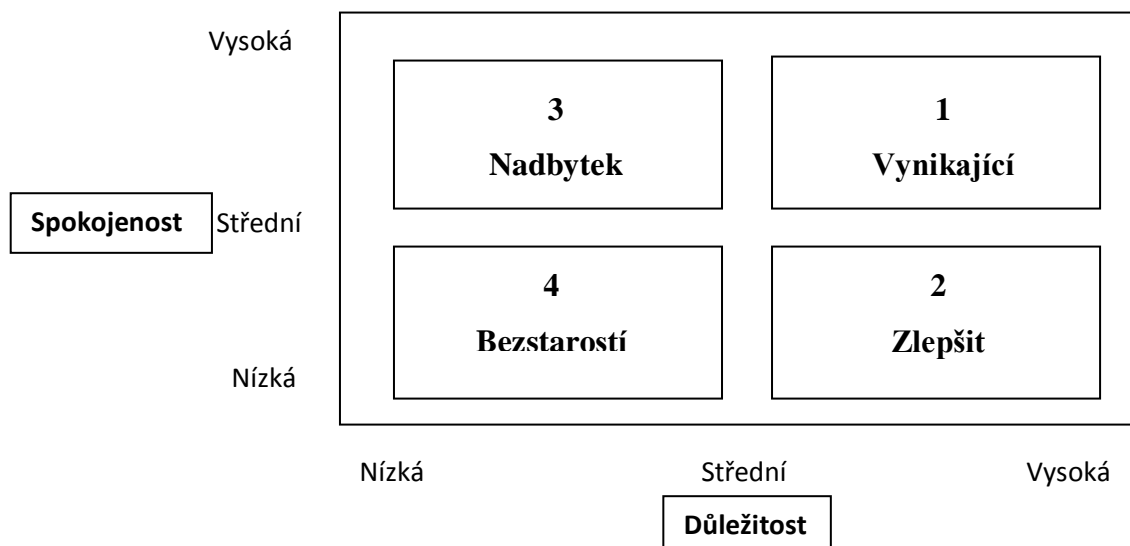 Vysoká
3
Nadbytek
1
Vynikající
Spokojenost
Střední
4
Bezstarostí
2
Zlepšit
Nízká
Nízká
Střední
Vysoká
Důležitost